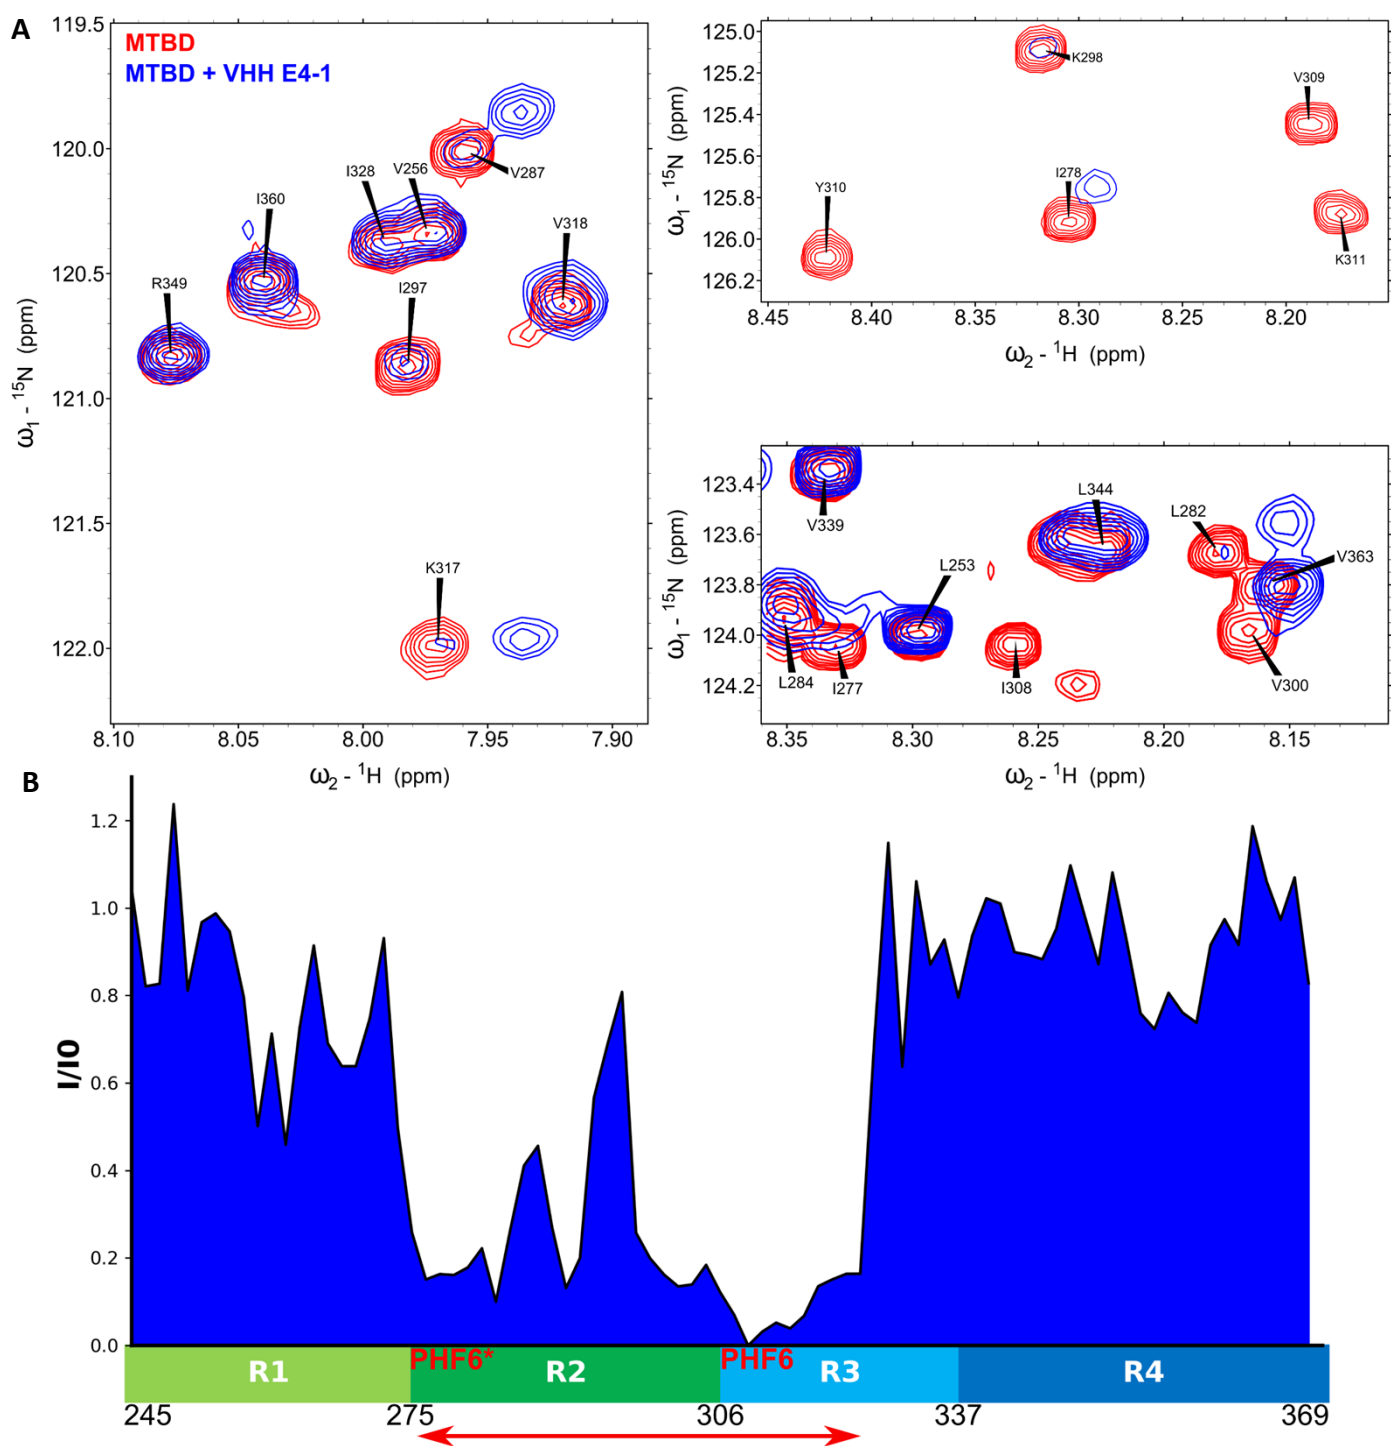 A
MTBD
MTBD + VHH E4-1
119.5
120.0
120.5
121.0
121.5
122.0
ω1 - 15N (ppm)
V287
I328
V256
I360
V318
R349
I297
K317
8.10
8.05
8.00
7.95
7.90
ω2 - 1H (ppm)
125.0
125.2
125.4
125.6
125.8
126.0
126.2
ω1 - 15N (ppm)
K298
V309
Y310
I278
K311
8.45
8.40
8.35
8.30
8.25
8.20
ω2 - 1H (ppm)
123.4
123.6
123.8
124.0
124.2
ω1 - 15N (ppm)
V339
L344
L282
L253
V363
L284
I277
I308
V300
8.35
8.30
8.25
8.20
8.15
ω2 - 1H (ppm)
B
1.2
1.0
0.8
0.6
0.4
0.2
0.0
I/I0
PHF6*
PHF6
R1
R2
R3
R4
245
275
306
337
369